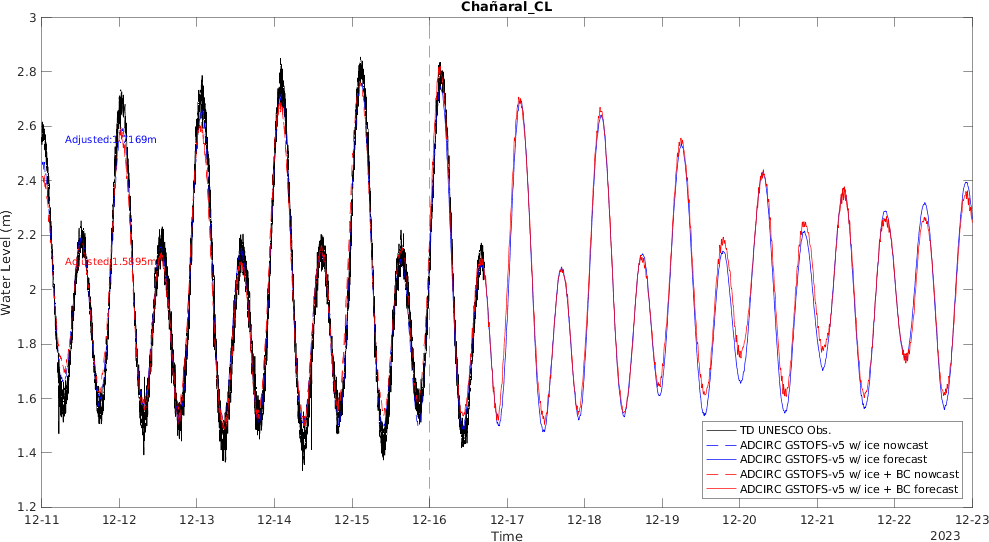 Chañaral_CL
3
2.8
2.6
2.4
2.2
2
1.8
1.6
1.4
1.2
Water Level (m)
Adjusted:
169m
Adjusted:1.5895m
TD UNESCO Obs.
ADCIRC GSTOFS-v5 w/ ice nowcast
ADCIRC GSTOFS-v5 w/ ice forecast
ADCIRC GSTOFS-v5 w/ ice + BC nowcast
ADCIRC GSTOFS-v5 w/ ice + BC forecast
12-11 12-12 12-13 12-14 12-15 12-16 12-17 12-18 12-19 12-20 12-21 12-22 12-23
Time
2023